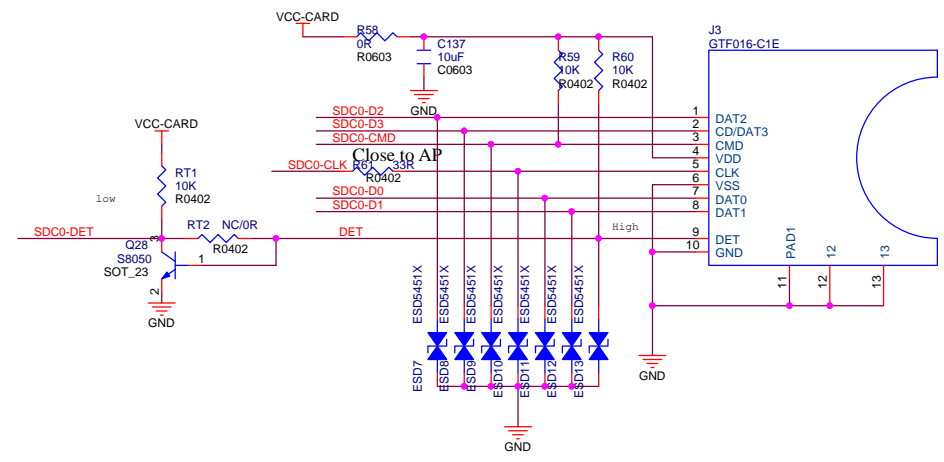 VCC-CARD
R58
0R
R0603
C137
10uF
C0603
GND
R59
10K
R0402
R60
10K
R0402
J3
GTF016-C1E
SDC0-D2
SDC0-D3
SDC0-CMD
Close to AP
SDC0-CLK
R61
33R
R0402
SDC0-D0
SDC0-D1
1 DAT2
2 CD/DAT3
3 CMD
4 VDD
5 CLK
6 VSS
7 DAT0
8 DAT1
9 DET
10 GND
PAD1
12
13
11
12
13
VCC-CARD
RT1
10K
R0402
low
High
SDC0-DET
RT2 NC/0R
R0402
DET
3
Q28
S8050
SOT_23
1
2
GND
ESD5451X
ESD5451X
ESD5451X
ESD5451X
ESD5451X
ESD5451X
ESD5451X
ESD7
ESD8
ESD9
ESD10
ESD11
ESD12
ESD13
GND
GND